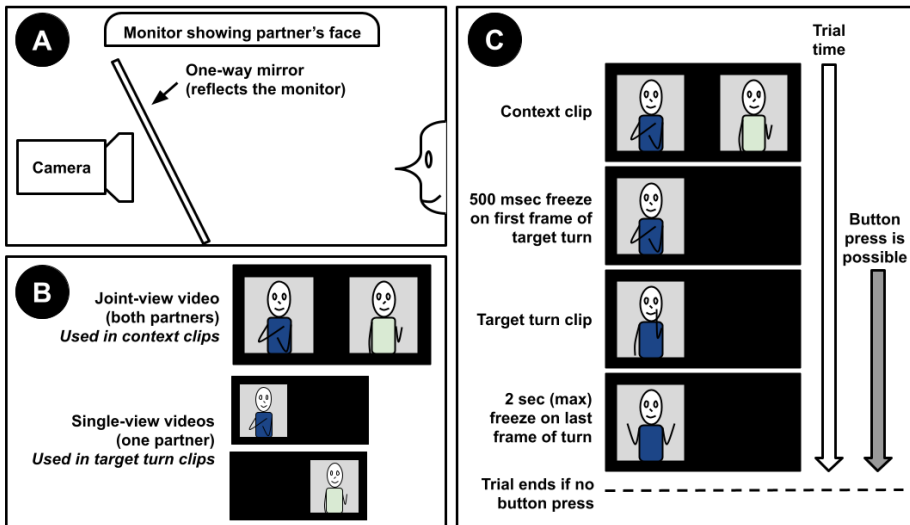 A
Monitor showing partner's face
One-way mirror
(reflects the monitor)
Camera
B
Joint-view video
(both partners)
Used in context clips
Single-view videos
(one partner)
Used in target turn clips
C
Trial
time
Context clip
500 msec freeze
on first frame of
target turn
Button
press is
possible
Target turn clip
2 sec (max)
freeze on last
frame of turn
Trial ends if no
button press